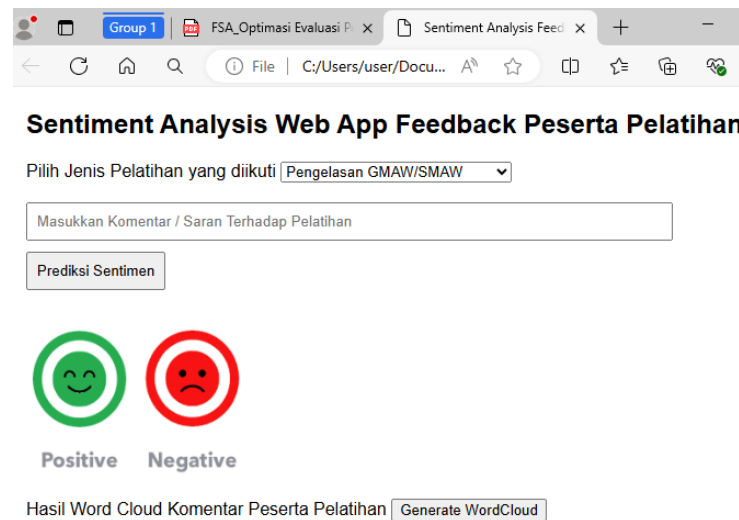 Group 1 PDF FSA_Optimasi Evaluasi P Sentiment Analysis Feed
File C:/Users/user/Docu...
Sentiment Analysis Web App Feedback Peserta Pelatihan
Pilih Jenis Pelatihan yang diikuti Pengelasan GMAW/SMAW
Masukkan Komentar / Saran Terhadap Pelatihan
Prediksi Sentimen
Positive Negative
Hasil Word Cloud Komentar Peserta Pelatihan Generate WordCloud